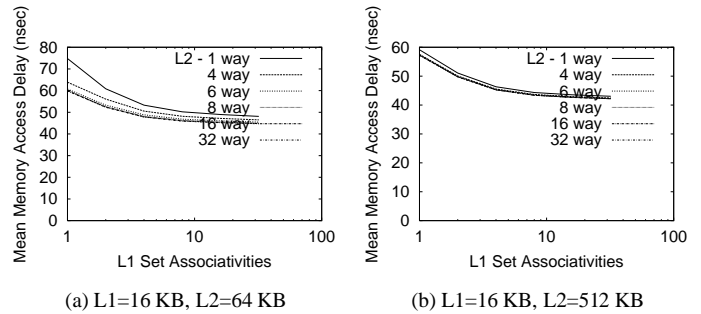 Mean Memory Access Delay (nsec)
80
70
60
50
40
30
20
10
0
1
10
100
L1 Set Associativities
L2 - 1 way
4 way
6 way
8 way
16 way
32 way
(a) L1=16 KB, L2=64 KB
Mean Memory Access Delay (nsec)
60
50
40
30
20
10
0
1
10
100
L1 Set Associativities
L2 - 1 way
4 way
6 way
8 way
16 way
32 way
(b) L1=16 KB, L2=512 KB